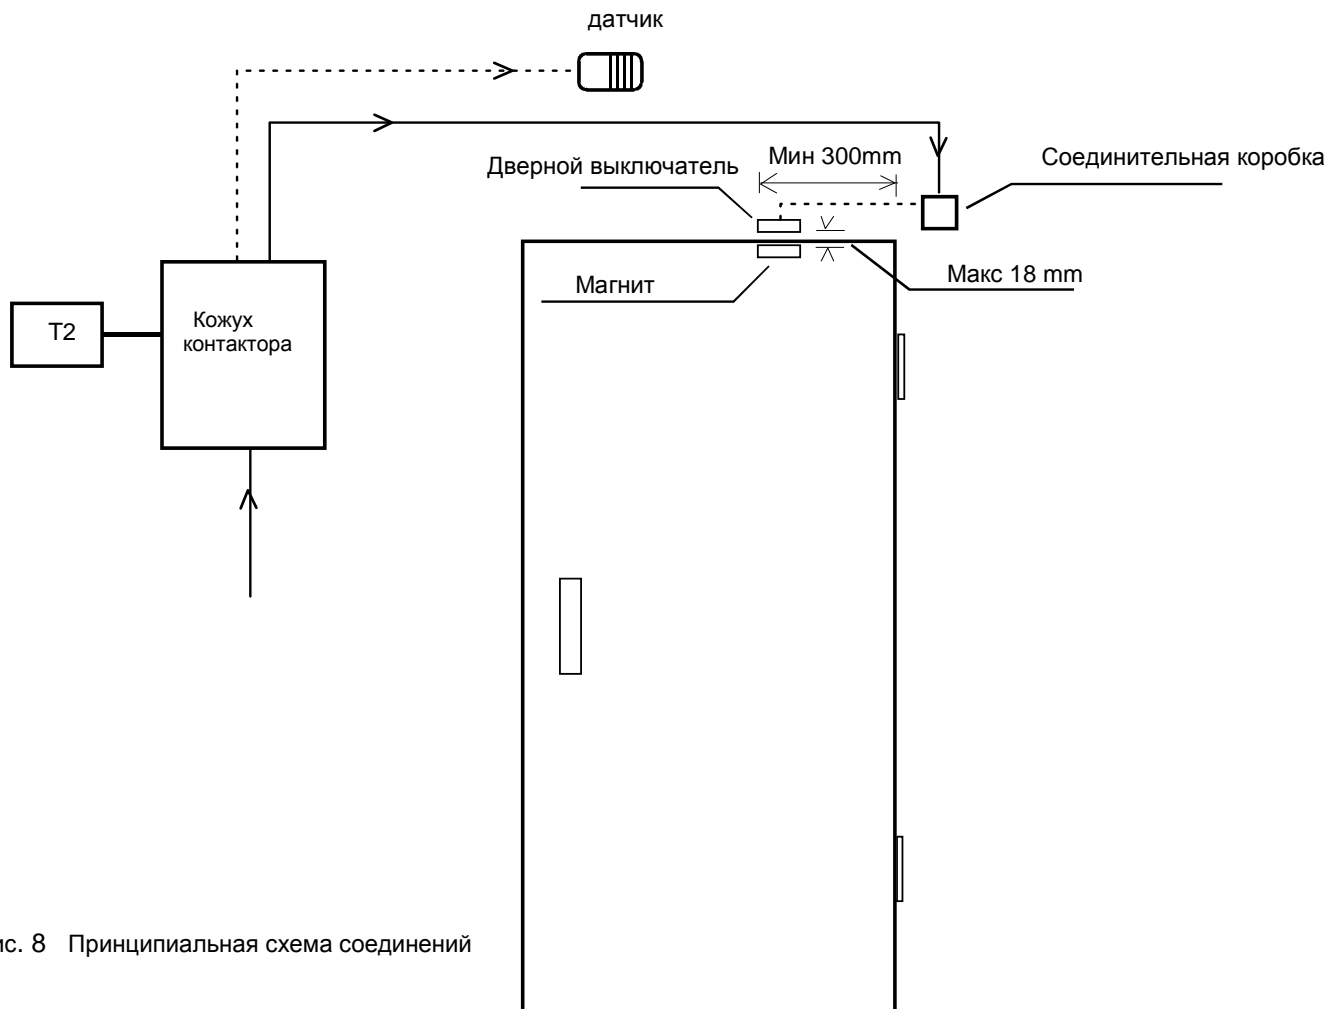 датчик
Дверной выключатель
Мин 300mm
Соединительная коробка
Магнит
Макс 18 mm
T2
Кожух
контактора
ис. 8 Принципиальная схема соединений